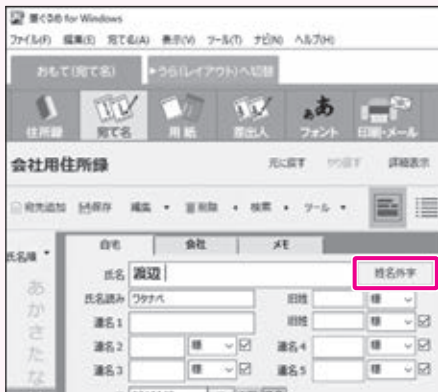 筆ぐるめ for Windows
ファイル(F) 編集(E) 宛て名(A) 表示(V) ツール(T) ナビ(N) ヘルプ(H)
おもて(宛て名) ▶うら(レイアウト)へ切替
住所録 宛て名 用紙 差出人 フォント 印刷・メール
会社用住所録 元に戻す やり直す 詳細表示
宛先追加 保存 編集 削除 検索 ツール
自宅 会社 メモ
氏名順
氏名 渡辺 姓名外字
氏名読み ワタナベ 旧姓 様
連名1 旧姓 様
連名2 様 連名4 様
連名3 様 連名5 様
あ
か
さ
た
な